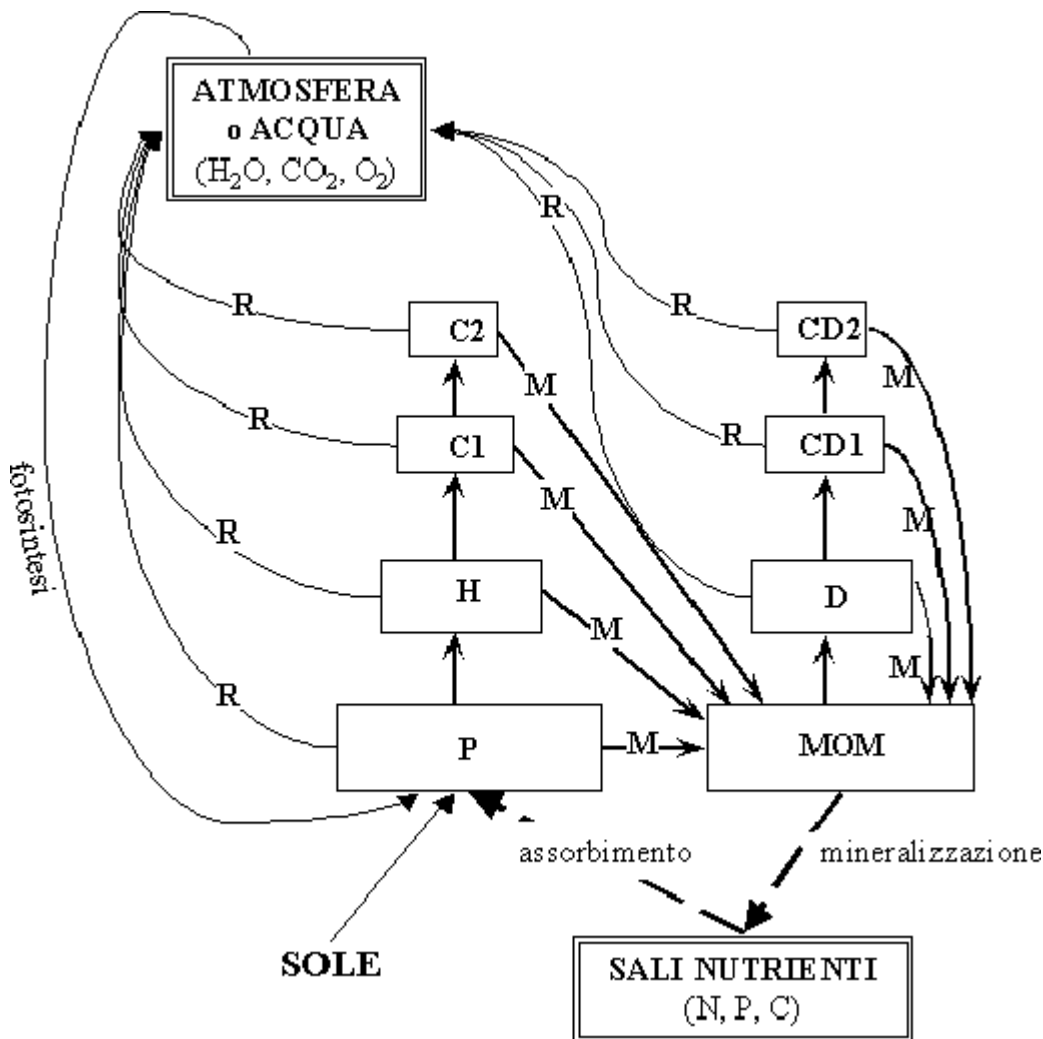 ATMOSFERA
o ACQUA
(H₂O, CO₂, O₂)
R
R
C2
R
CD2
M
M
R
C1
R
CD1
M
M
fotosintesi
R
H
D
M
M
R
P
M
MOM
assorbimento
mineralizzazione
SOLE
SALI NUTRIENTI
(N, P, C)